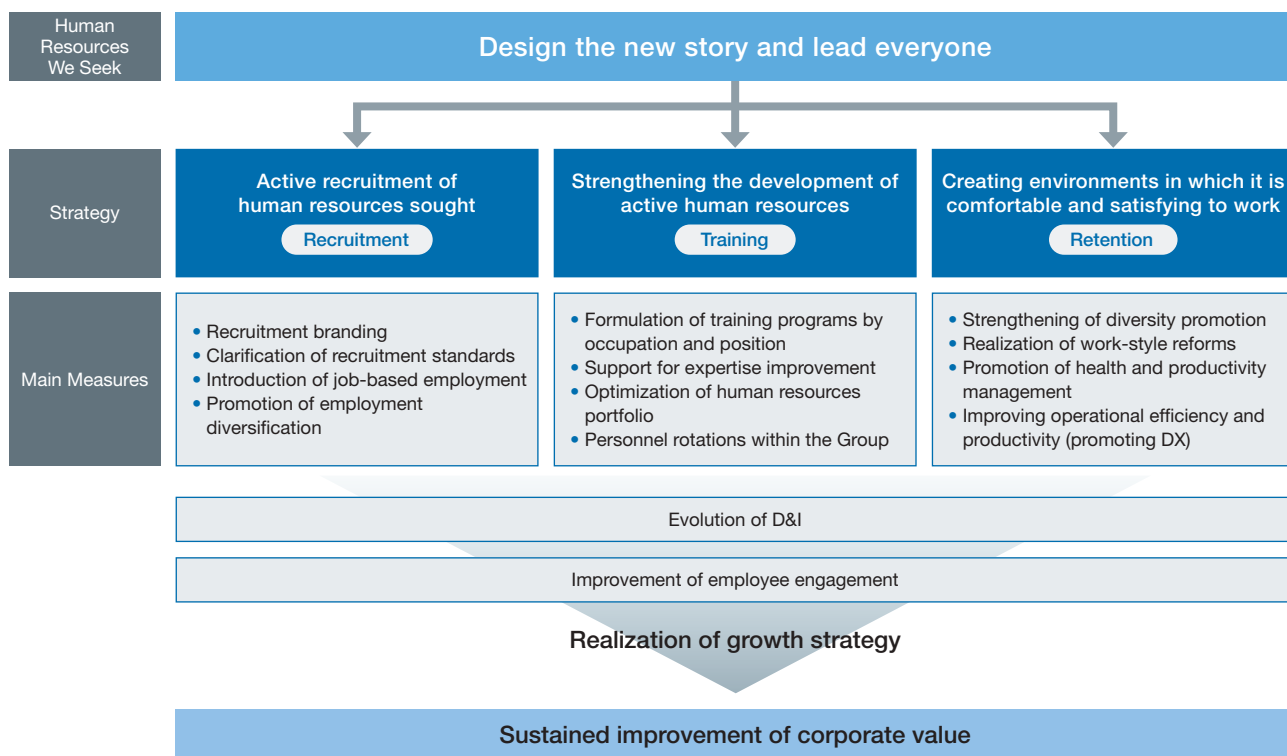 Human
Resources
We Seek
Design the new story and lead everyone
Strategy
Active recruitment of
human resources sought
Recruitment
Strengthening the development of
active human resources
Training
Creating environments in which it is
comfortable and satisfying to work
Retention
Main Measures
• Recruitment branding
• Clarification of recruitment standards
• Introduction of job-based employment
• Promotion of employment
diversification
• Formulation of training programs by
occupation and position
• Support for expertise improvement
• Optimization of human resources
portfolio
• Personnel rotations within the Group
• Strengthening of diversity promotion
• Realization of work-style reforms
• Promotion of health and productivity
management
• Improving operational efficiency and
productivity (promoting DX)
Evolution of D&I
Improvement of employee engagement
Realization of growth strategy
Sustained improvement of corporate value